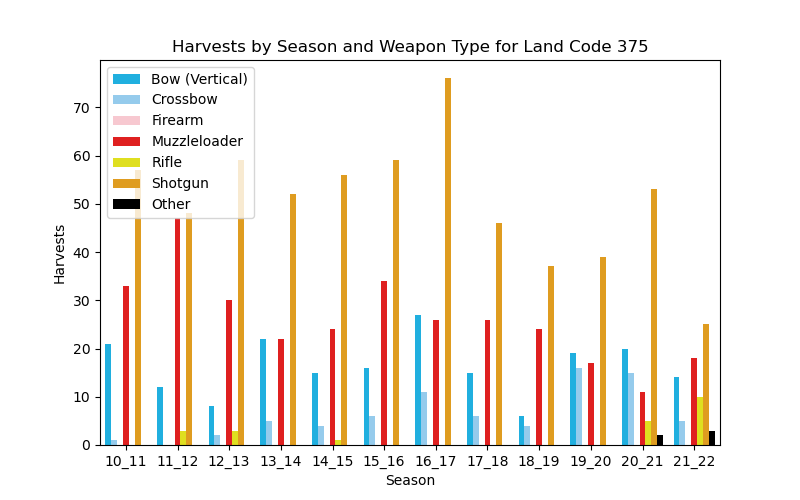 Harvests by Season and Weapon Type for Land Code 375
Bow (Vertical)
Crossbow
Firearm
Muzzleloader
Rifle
Shotgun
Other
70
60
50
40
30
20
10
0
Harvests
10_11 11_12 12_13 13_14 14_15 15_16 16_17 17_18 18_19 19_20 20_21 21_22
Season